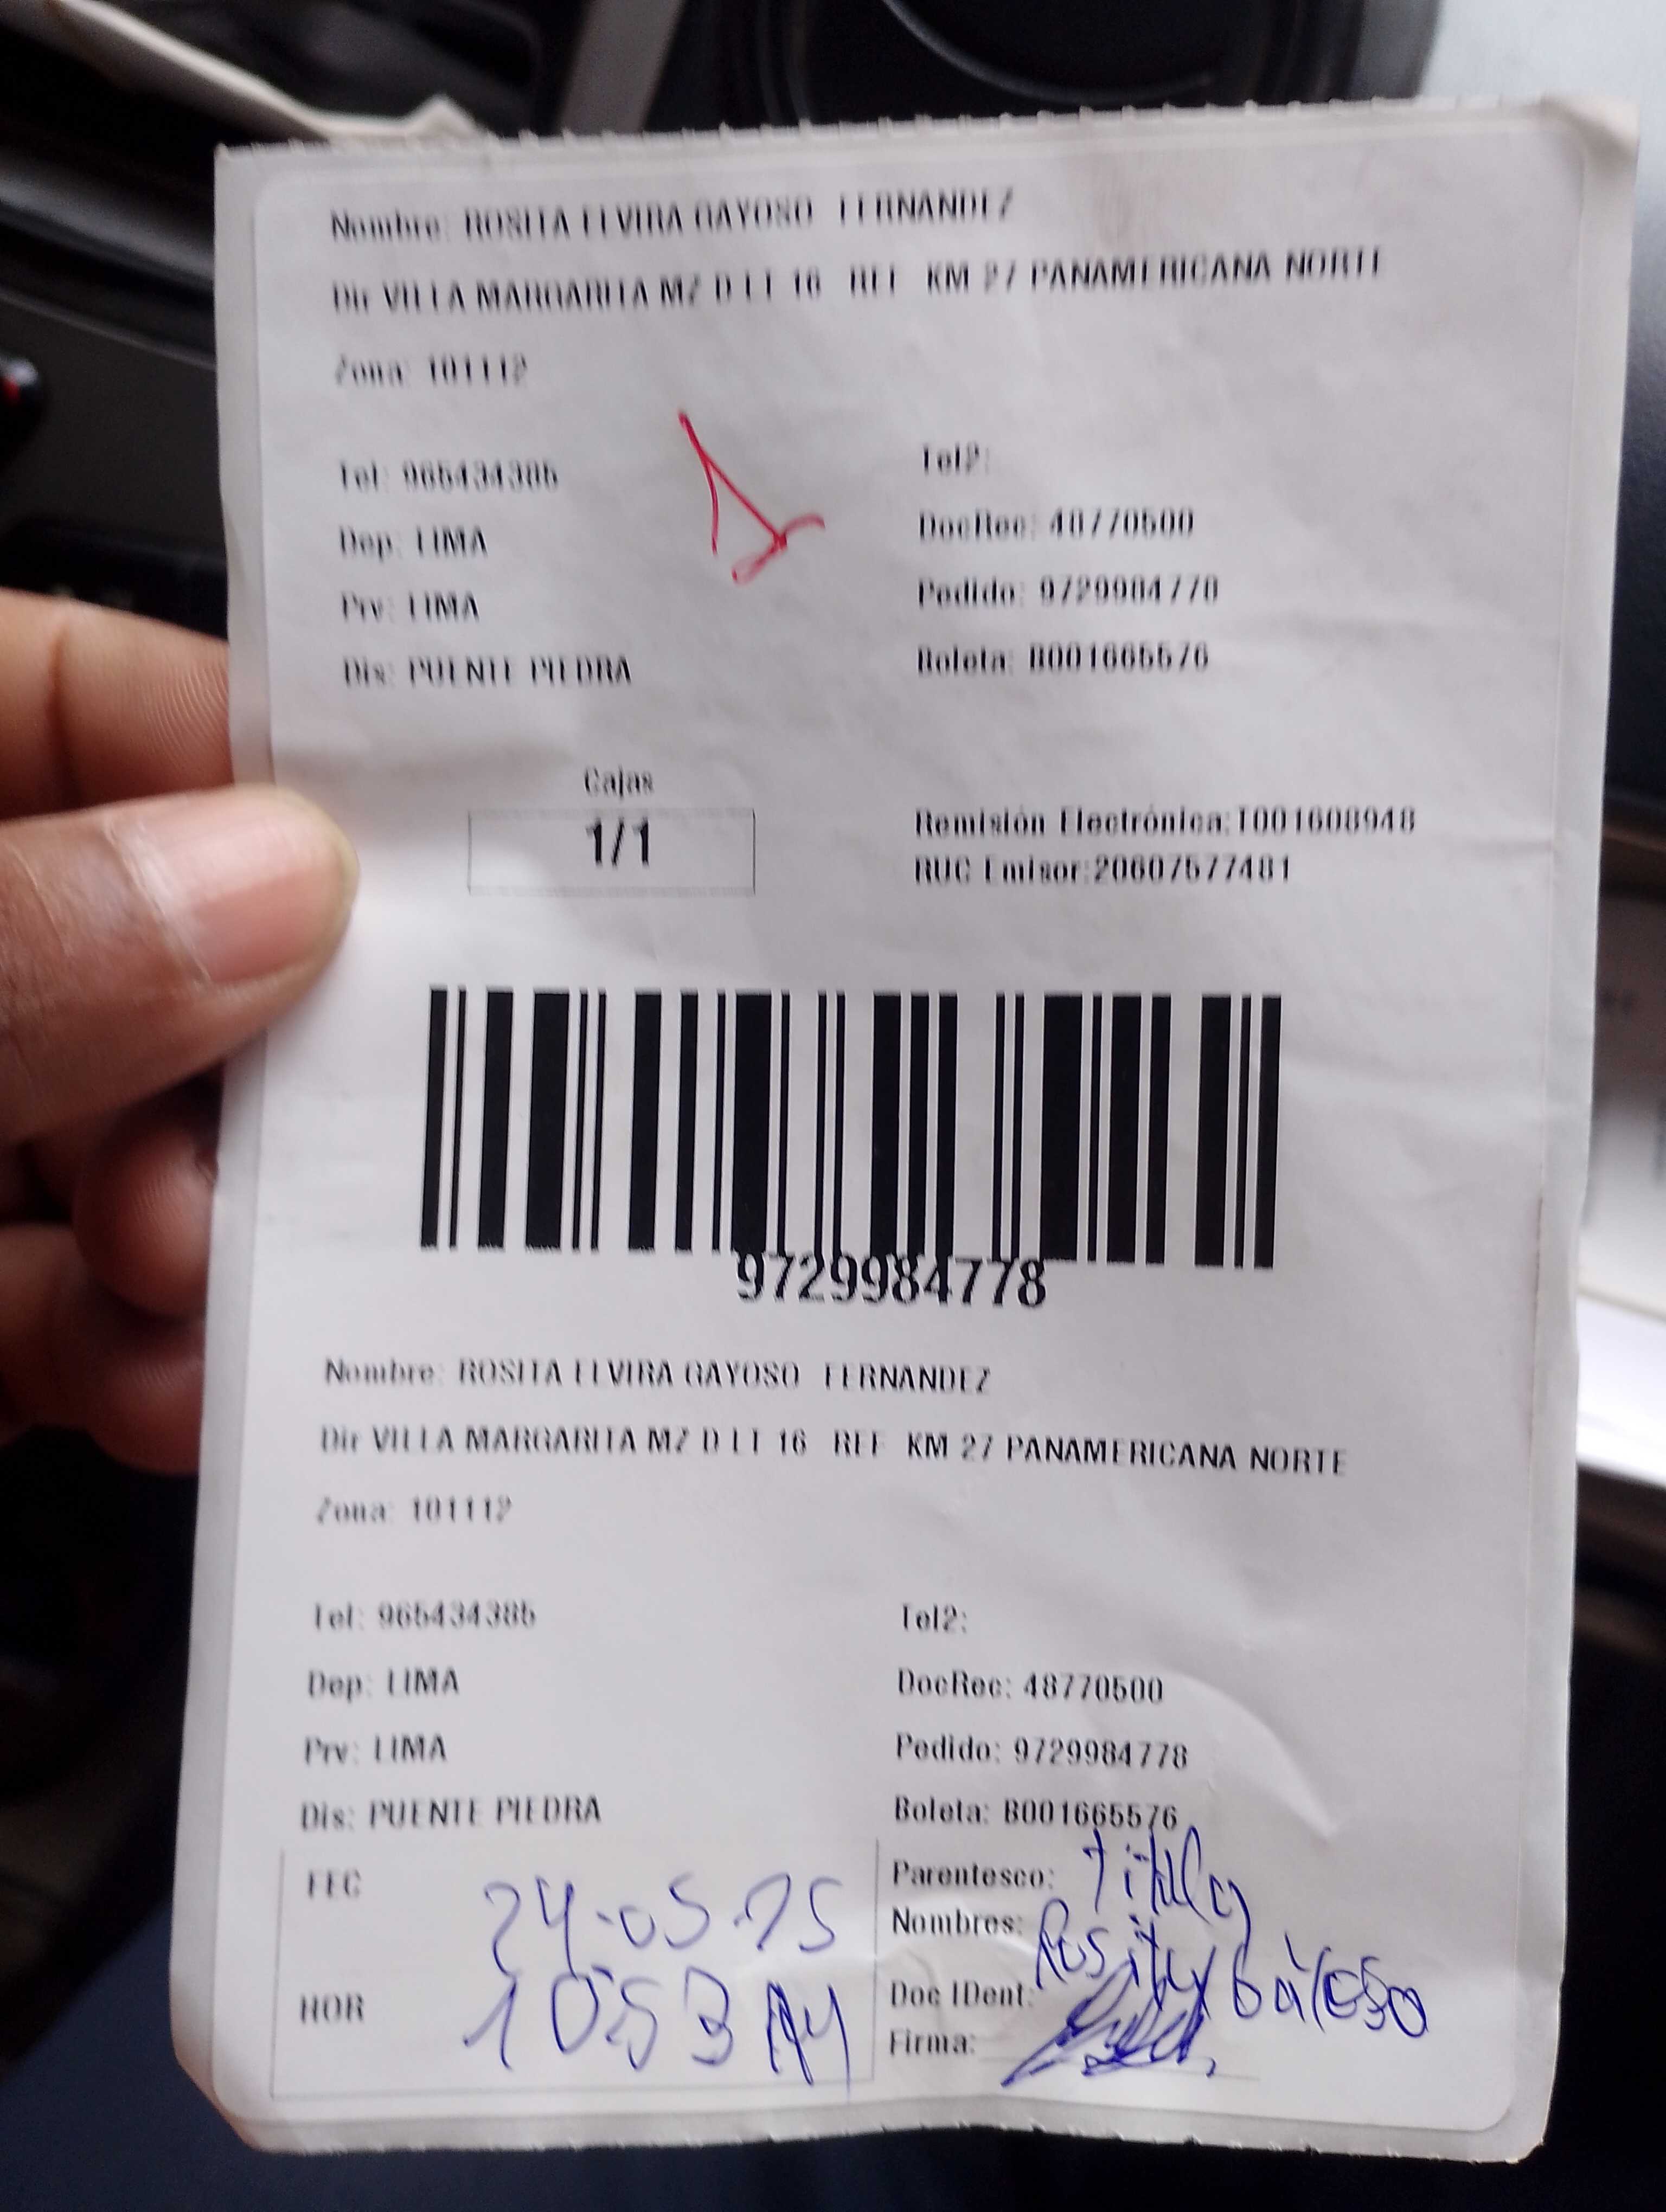 Nombre: ROSITA ELVIRA GAYOSO FERNANDEZ
Dir VILLA MARGARITA MZ D LT 16 REF KM 27 PANAMERICANA NORTE
Zona: 101112
Tel: 965434385 Tel2:
Dep: LIMA DocRec: 48770500
Prv: LIMA Pedido: 9729984778
Dis: PUENTE PIEDRA Boleta: B001665576
Cajas
1/1
Remisión Electrónica:T001608948
RUC Emisor:20607577481
9729984778
Nombre: ROSITA ELVIRA GAYOSO FERNANDEZ
Dir VILLA MARGARITA MZ D LT 16 REF KM 27 PANAMERICANA NORTE
Zona: 101112
Tel: 965434385 Tel2:
Dep: LIMA DocRec: 48770500
Prv: LIMA Pedido: 9729984778
Dis: PUENTE PIEDRA Boleta: B001665576
FEC 24-05-25
Parentesco:
Nombres: Rosita
HOR 10:53 AM
Doc IDent:
Firma: